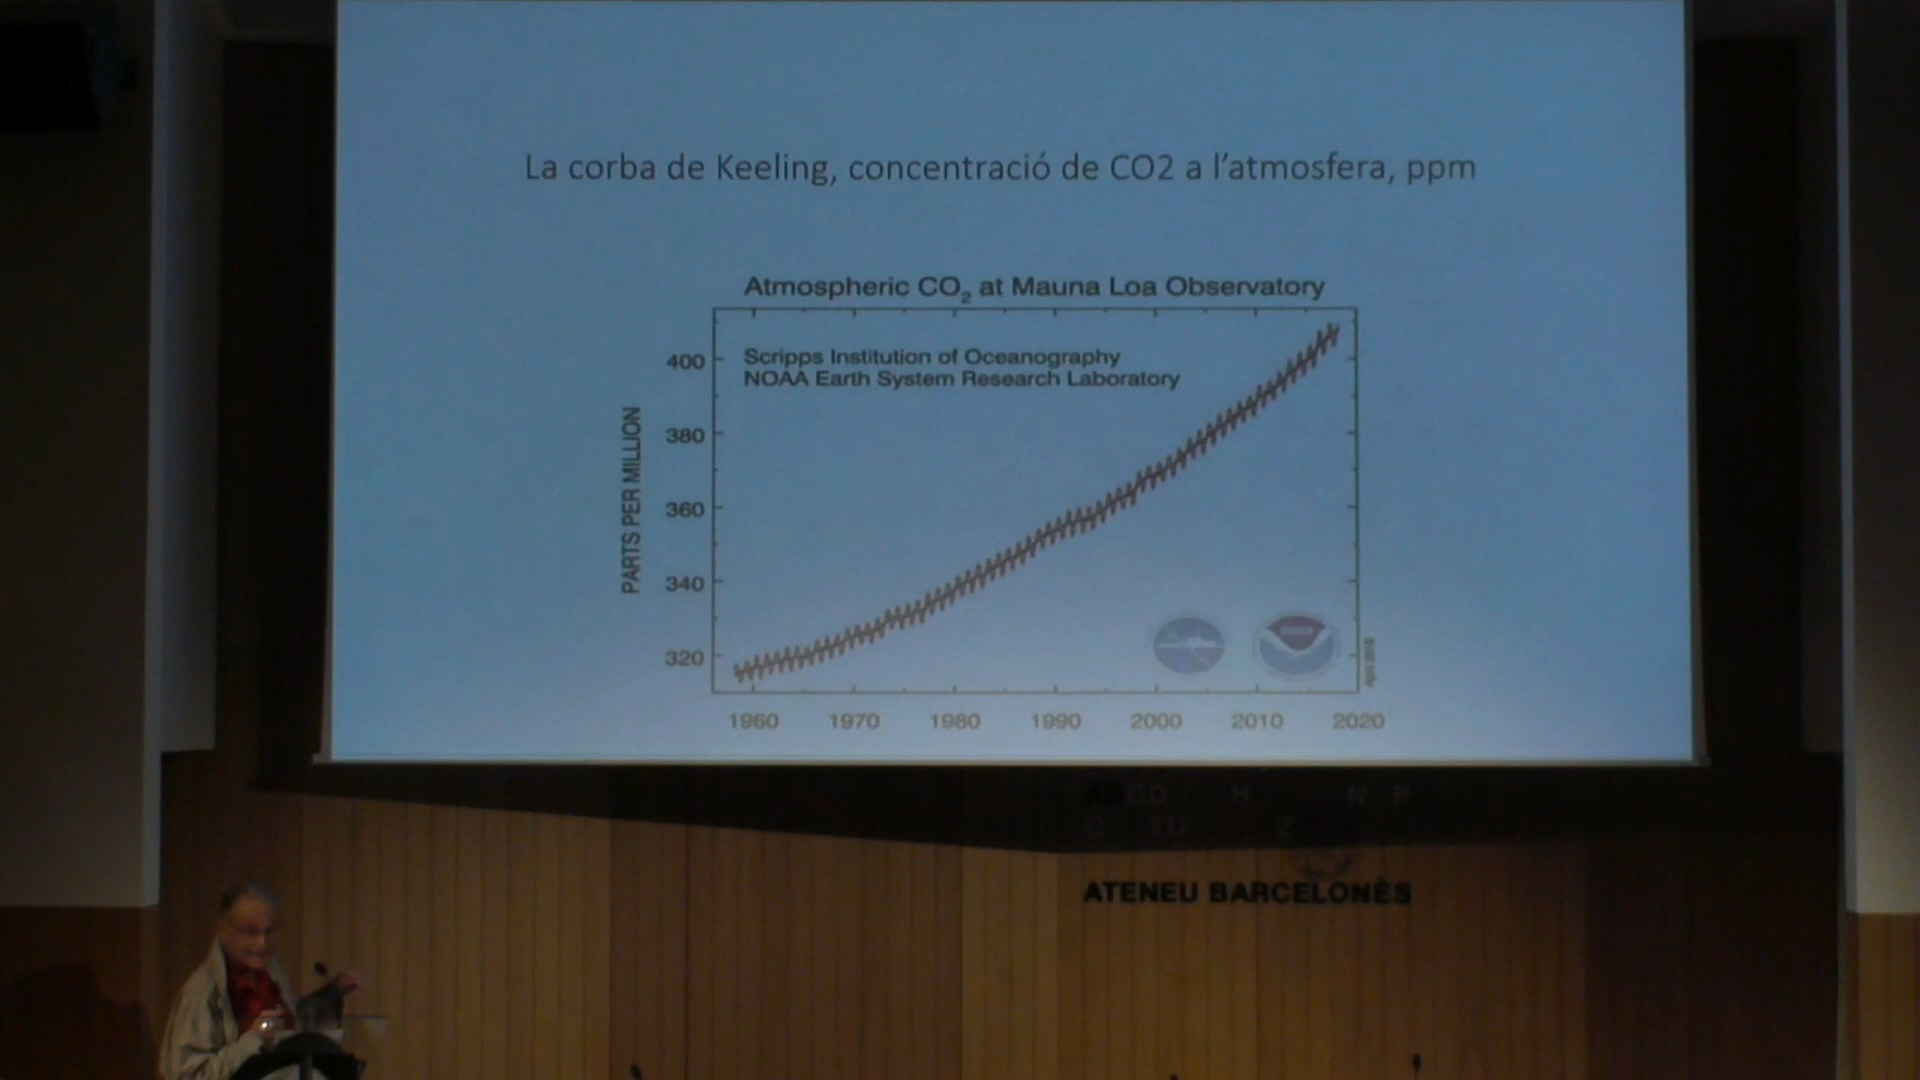 La corba de Keeling, concentració de CO2 a l'atmosfera, ppm
Atmospheric CO₂ at Mauna Loa Observatory
Scripps Institution of Oceanography
NOAA Earth System Research Laboratory
PARTS PER MILLION
400
380
360
340
320
1960 1970 1980 1990 2000 2010 2020
ATENEU BARCELONÈS